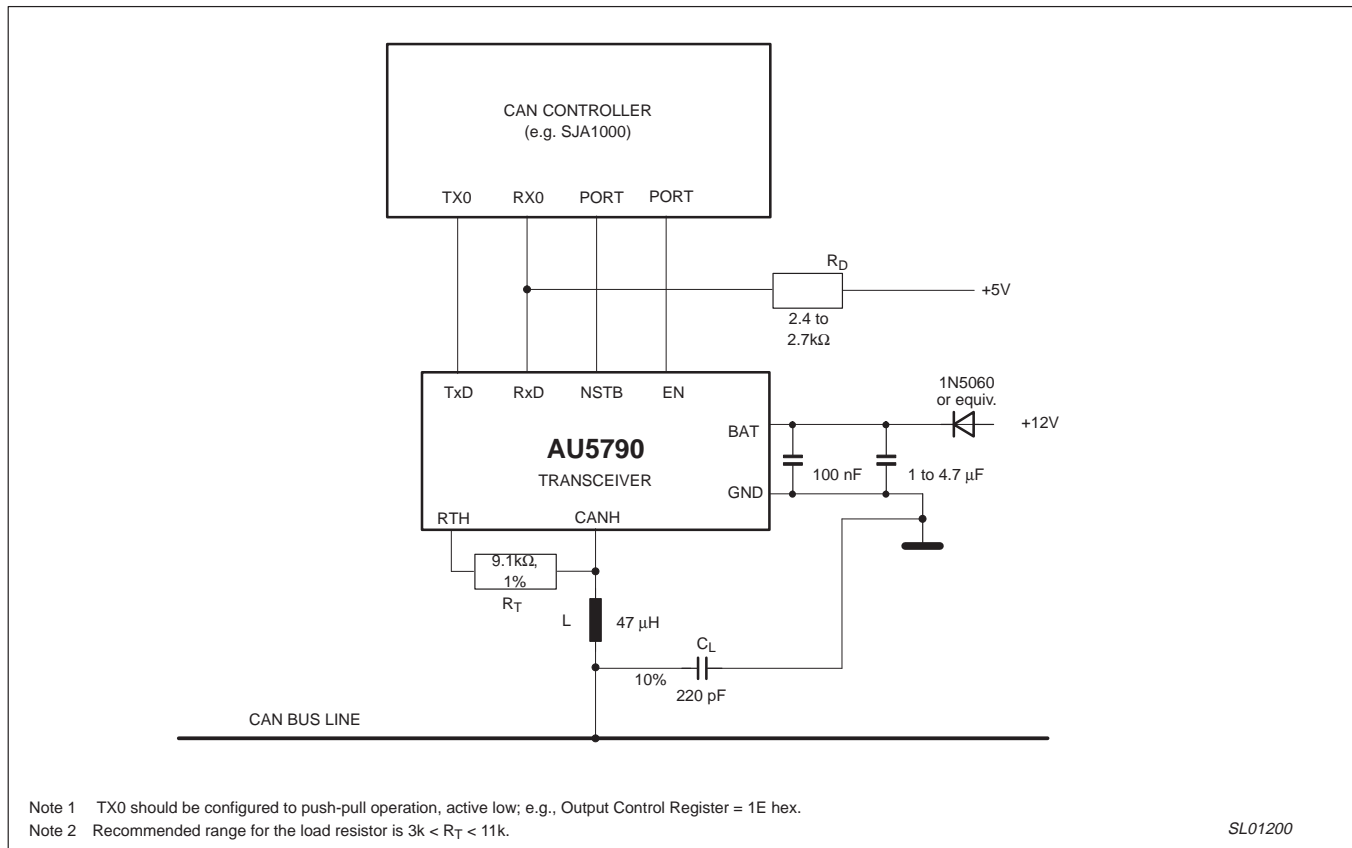 CAN CONTROLLER
(e.g. SJA1000)
TX0 RX0 PORT PORT
R_D
+5V
2.4 to
2.7kΩ
TxD RxD NSTB EN
1N5060
or equiv.
BAT
+12V
AU5790
100 nF
1 to 4.7 μF
TRANSCEIVER
GND
RTH CANH
9.1kΩ,
1%
R_T
L
47 μH
C_L
10%
220 pF
CAN BUS LINE
Note 1 TX0 should be configured to push-pull operation, active low; e.g., Output Control Register = 1E hex.
Note 2 Recommended range for the load resistor is 3k < R_T < 11k.
SL01200